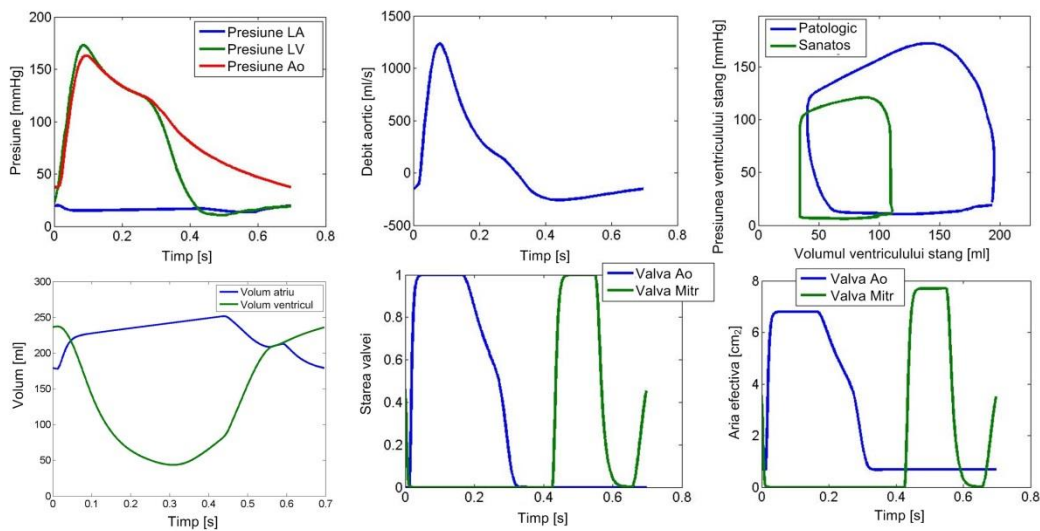 Presiune [mmHg]
200
150
100
50
0
0
0.2
0.4
0.6
0.8
Timp [s]
Presiune LA
Presiune LV
Presiune Ao
Debit aortic [ml/s]
1500
1000
500
0
-500
0
0.2
0.4
0.6
0.8
Timp [s]
Presiunea ventriculului stang [mmHg]
150
100
50
0
0
50
100
150
200
Volumul ventriculului stang [ml]
Patologic
Sanatos
Volum [ml]
300
250
200
150
100
50
0
0
0.1
0.2
0.3
0.4
0.5
0.6
0.7
Timp [s]
Volum atriu
Volum ventricul
Starea valvei
1
0.8
0.6
0.4
0.2
0
0
0.2
0.4
0.6
0.8
Timp [s]
Valva Ao
Valva Mitr
Aria efectiva [cm2]
8
6
4
2
0
0
0.2
0.4
0.6
0.8
Timp [s]
Valva Ao
Valva Mitr